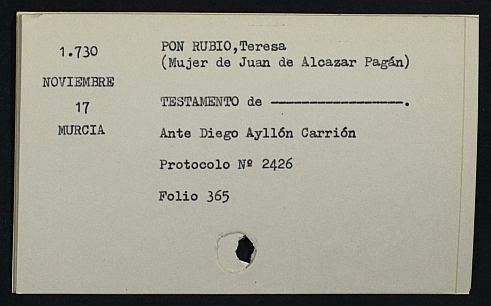 1.730
NOVIEMBRE
17
MURCIA
PON RUBIO,Teresa
(Mujer de Juan de Alcazar Pagán)
TESTAMENTO de ——————————.
Ante Diego Ayllón Carrión
Protocolo Nº 2426
Folio 365